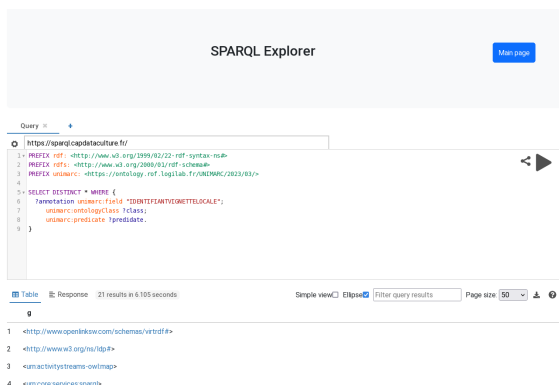 SPARQL Explorer
Main page
Query × +
https://sparql.capdataculture.fr/
1 PREFIX rdf: <http://www.w3.org/1999/02/22-rdf-syntax-ns#>
2 PREFIX rdfs: <http://www.w3.org/2000/01/rdf-schema#>
3 PREFIX unimarc: <https://ontology.rof.logilab.fr/UNIMARC/2023/03/>
4
5 SELECT DISTINCT * WHERE {
6 ?annotation unimarc:field "IDENTIFIANTVIGNETTELOCALE";
7 unimarc:ontologyClass ?class;
8 unimarc:predicate ?predidate.
9 }
Table Response 21 results in 6.105 seconds Simple view Ellipse Filter query results Page size: 50
g
1 <http://www.openlinksw.com/schemas/virtrdf#>
2 <http://www.w3.org/ns/ldp#>
3 <urn:activitystreams-owl:map>
4 <urn:core:services:sparql>